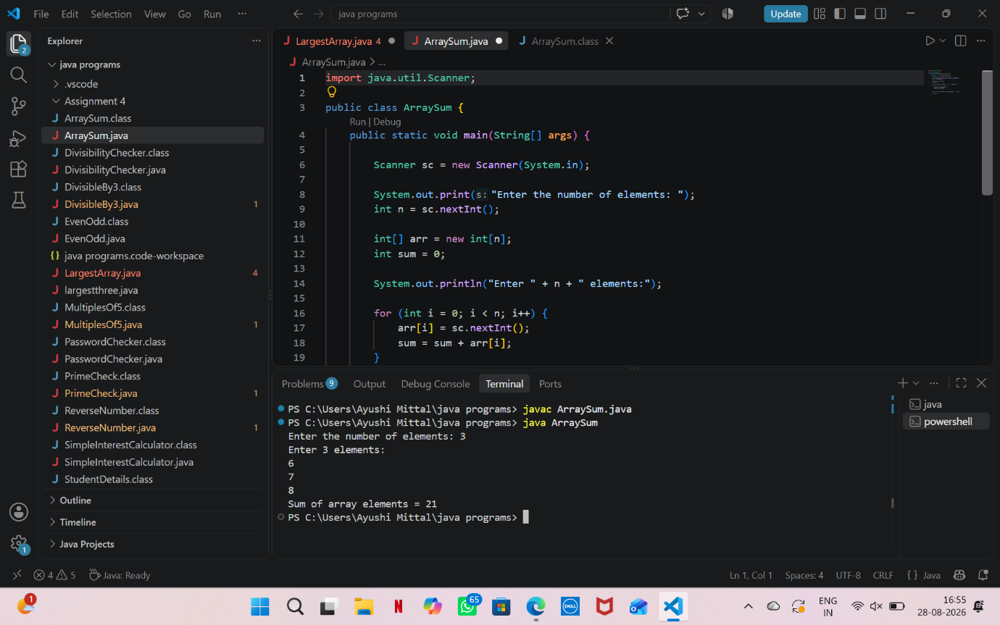 File Edit Selection View Go Run ··· java programs Update
Explorer ···
java programs
.vscode
Assignment 4
J ArraySum.class
J ArraySum.java
J DivisibilityChecker.class
J DivisibilityChecker.java
J DivisibleBy3.class
J DivisibleBy3.java 1
J EvenOdd.class
J EvenOdd.java
{} java programs.code-workspace
J LargestArray.java 4
J largestthree.java
J MultiplesOf5.class
J MultiplesOf5.java 1
J PasswordChecker.class
J PasswordChecker.java
J PrimeCheck.class
J PrimeCheck.java 1
J ReverseNumber.class
J ReverseNumber.java 1
J SimpleInterestCalculator.class
J SimpleInterestCalculator.java
J StudentDetails.class
Outline
Timeline
Java Projects
2
1
J LargestArray.java 4 J ArraySum.java J ArraySum.class
J ArraySum.java > ...
1 import java.util.Scanner;
2
3 public class ArraySum {
Run | Debug
4 public static void main(String[] args) {
5
6 Scanner sc = new Scanner(System.in);
7
8 System.out.print(s: "Enter the number of elements: ");
9 int n = sc.nextInt();
10
11 int[] arr = new int[n];
12 int sum = 0;
13
14 System.out.println("Enter " + n + " elements:");
15
16 for (int i = 0; i < n; i++) {
17 arr[i] = sc.nextInt();
18 sum = sum + arr[i];
19 }
Problems 9 Output Debug Console Terminal Ports
PS C:\Users\Ayushi Mittal\java programs> javac ArraySum.java
PS C:\Users\Ayushi Mittal\java programs> java ArraySum
Enter the number of elements: 3
Enter 3 elements:
6
7
8
Sum of array elements = 21
PS C:\Users\Ayushi Mittal\java programs>
java
powershell
4 5 Java: Ready Ln 1, Col 1 Spaces: 4 UTF-8 CRLF {} Java
1 N 65 DELL ENG 16:55
IN 28-08-2026